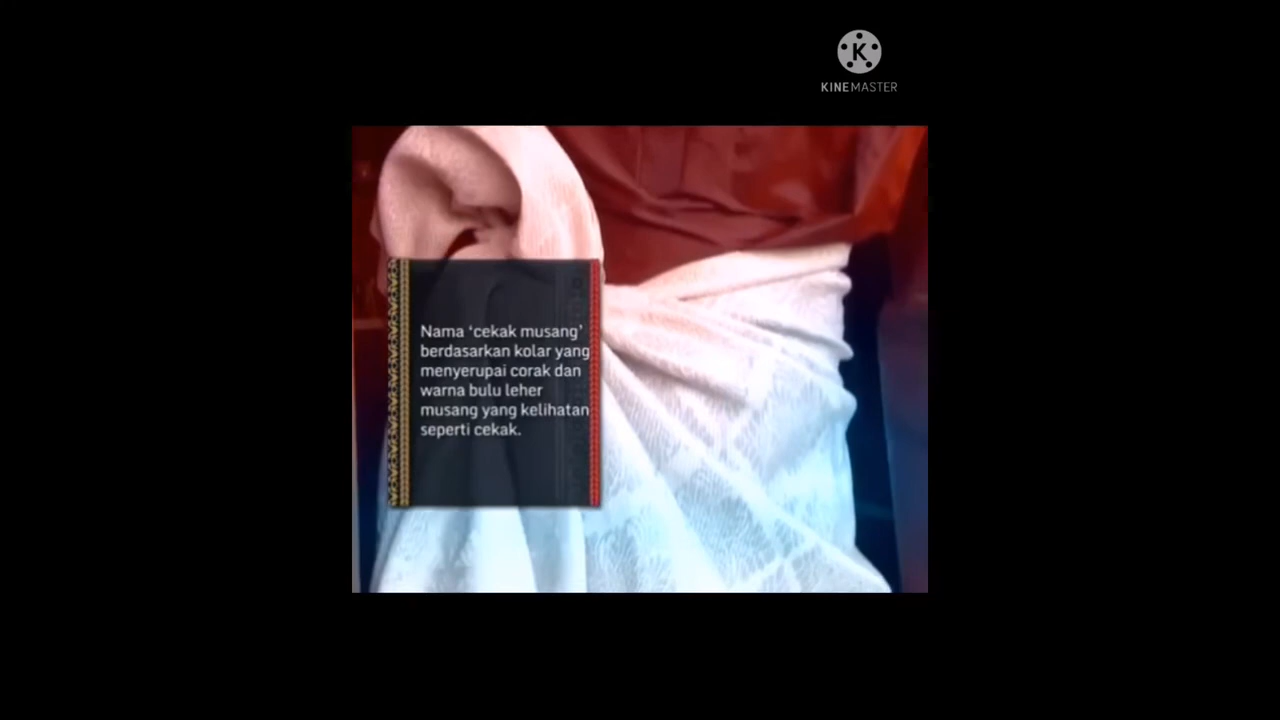 KINEMASTER
Nama ‘cekak musang’
berdasarkan kolar yang
menyerupai corak dan
warna bulu leher
musang yang kelihatan
seperti cekak.